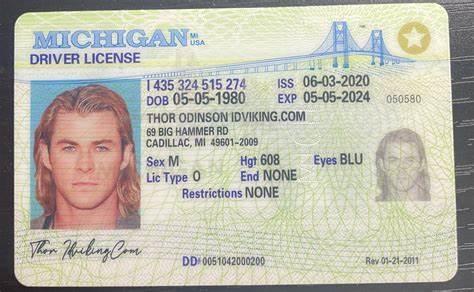 MICHIGAN MI
USA
DRIVER LICENSE
I 435 324 515 274 ISS 06-03-2020
DOB 05-05-1980 EXP 05-05-2024 050580
THOR ODINSON IDVIKING.COM
69 BIG HAMMER RD
CADILLAC, MI 49601-2009
Sex M Hgt 608 Eyes BLU
Lic Type O End NONE
Restrictions NONE
Thor Idviking.Com
DD# 0051042000200 Rev 01-21-2011